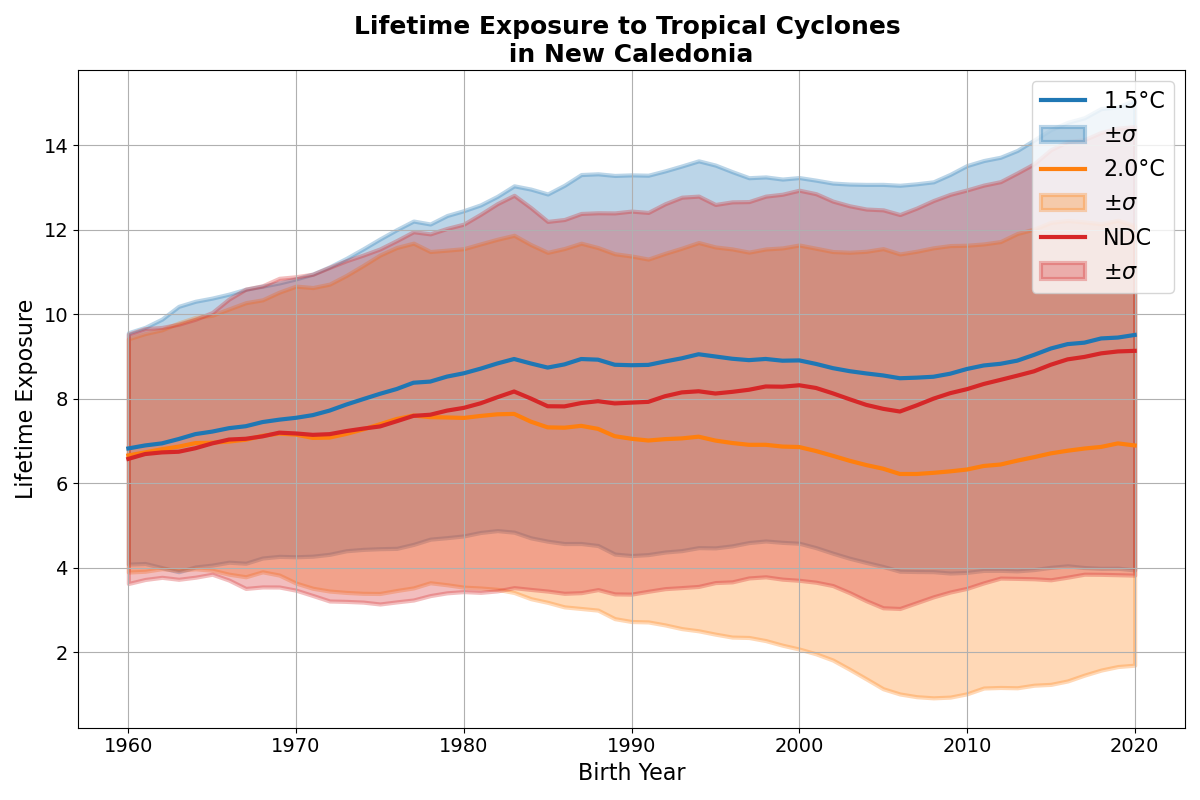 Lifetime Exposure to Tropical Cyclones
in New Caledonia
1.5°C
±σ
2.0°C
±σ
NDC
±σ
Lifetime Exposure
14
12
10
8
6
4
2
1960 1970 1980 1990 2000 2010 2020
Birth Year